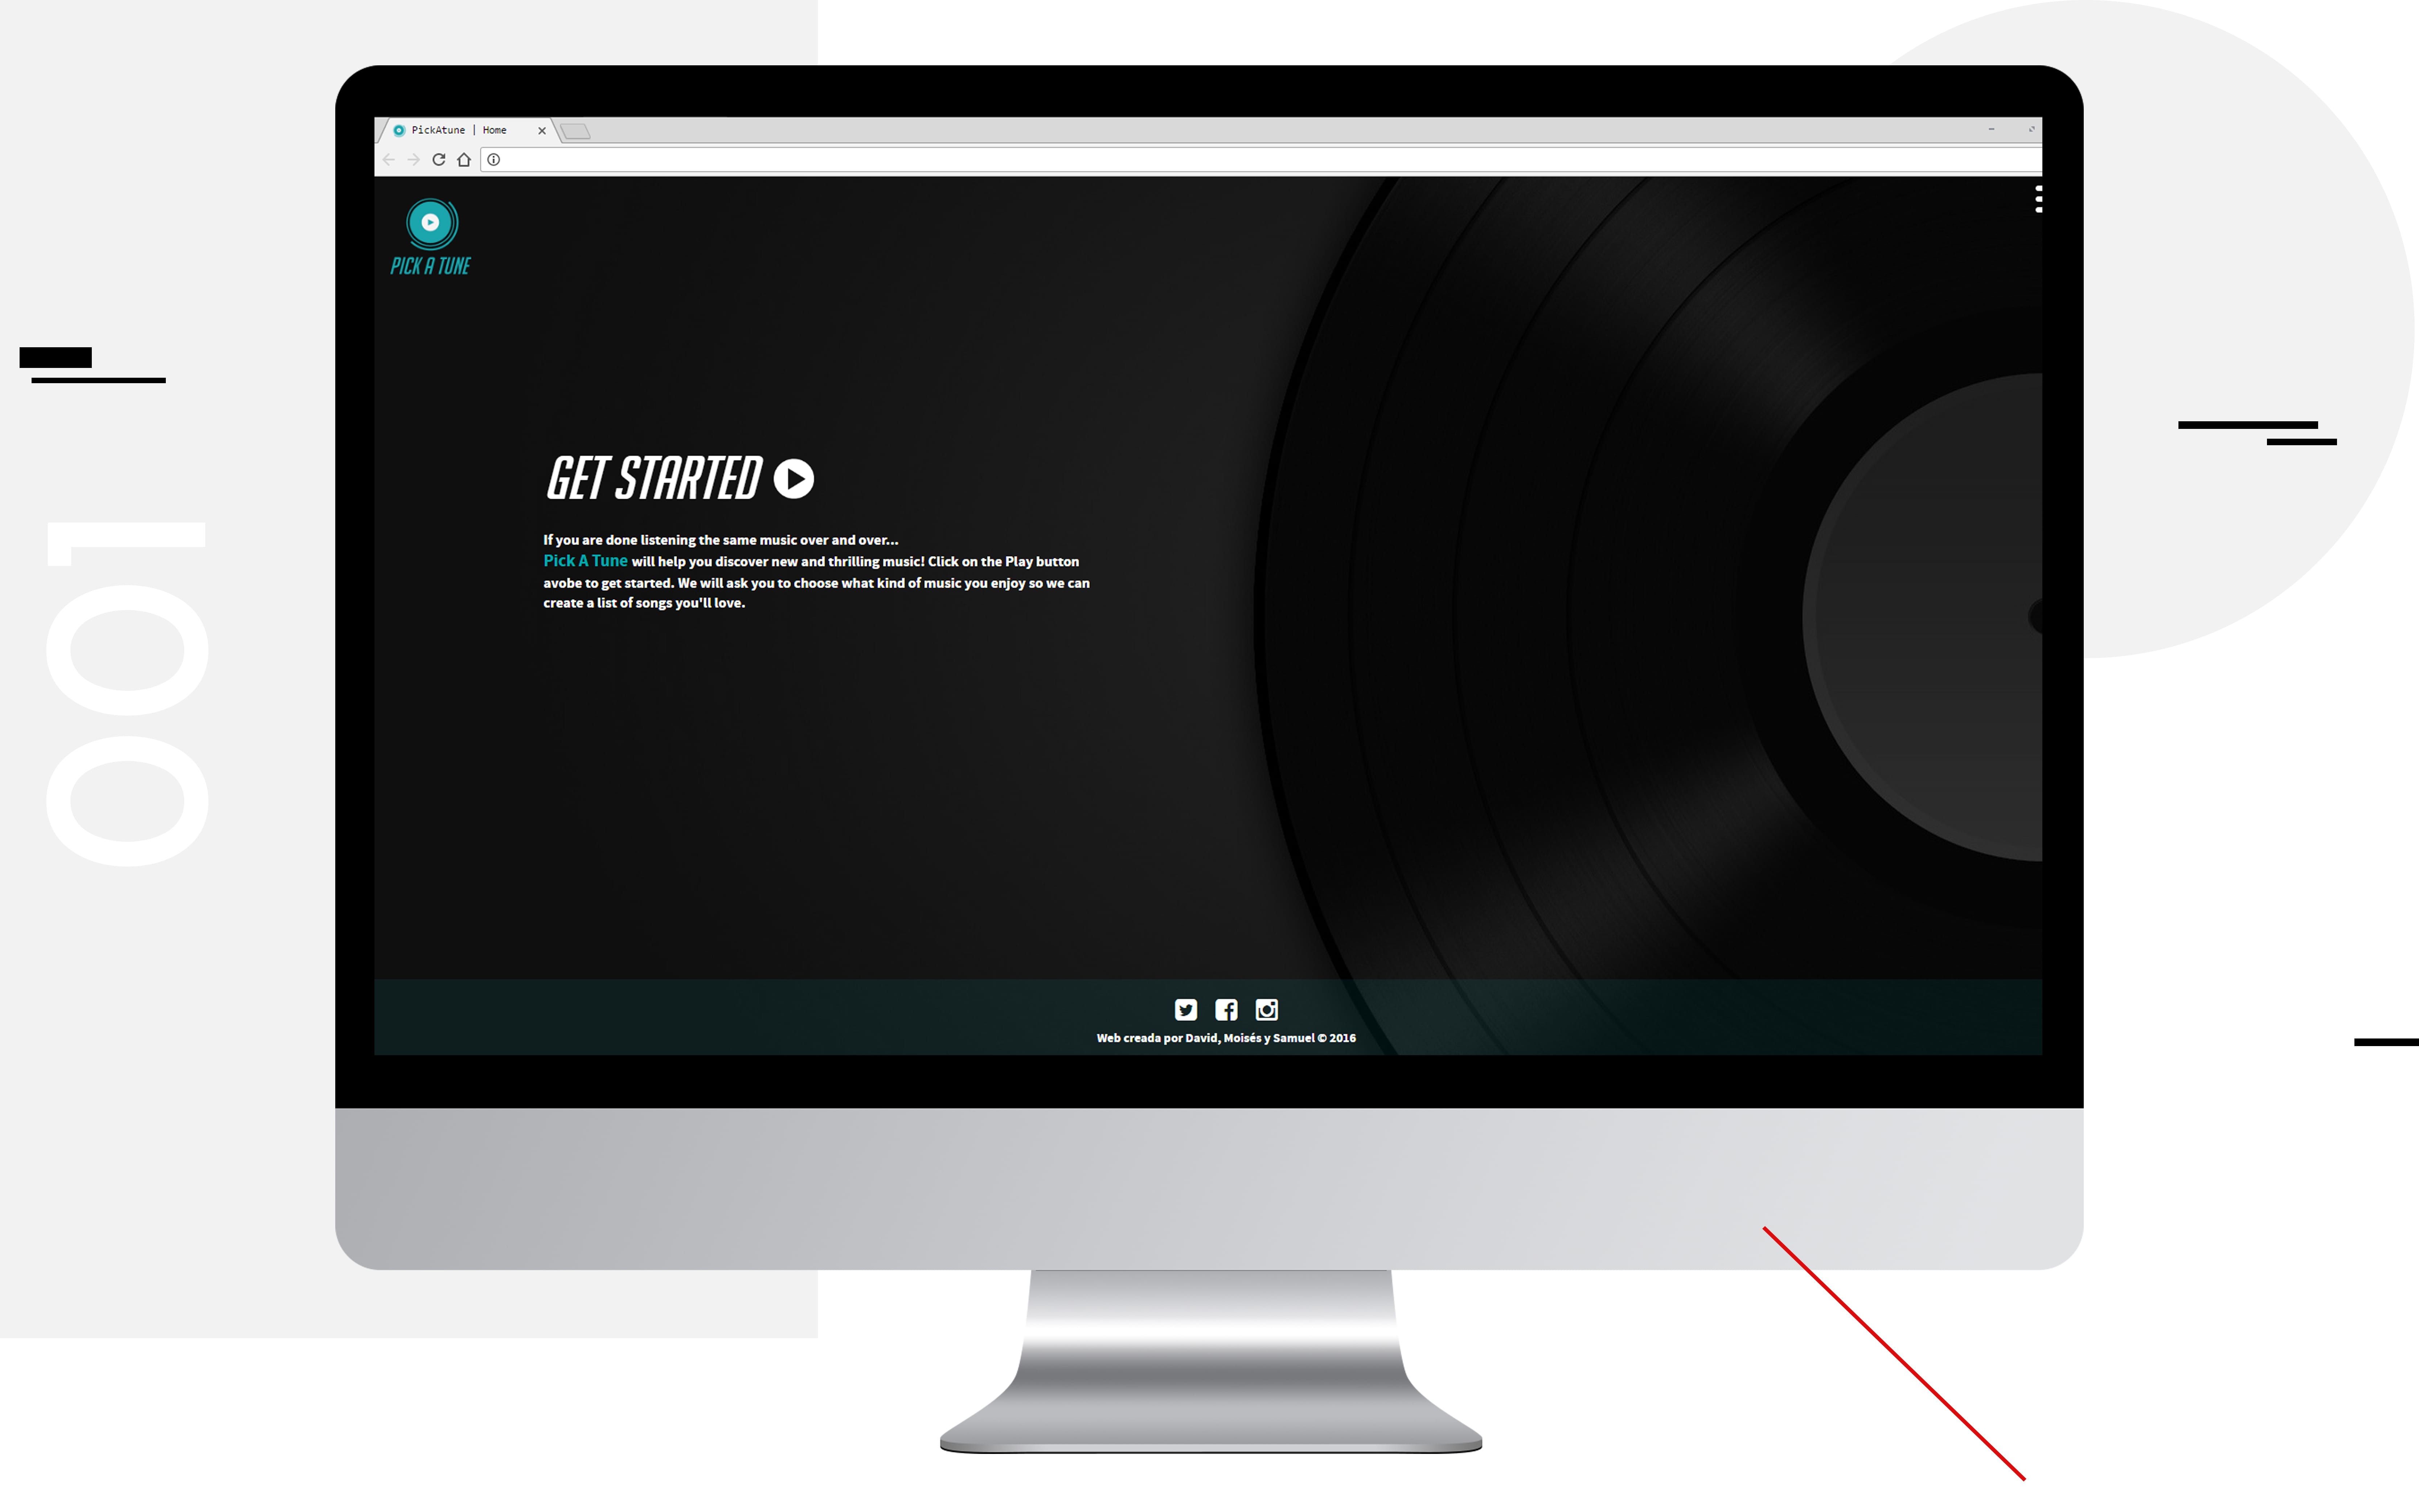 PickAtune | Home
PICK A TUNE
GET STARTED
If you are done listening the same music over and over...
Pick A Tune will help you discover new and thrilling music! Click on the Play button
avobe to get started. We will ask you to choose what kind of music you enjoy so we can
create a list of songs you'll love.
Web creada por David, Moisés y Samuel © 2016
001